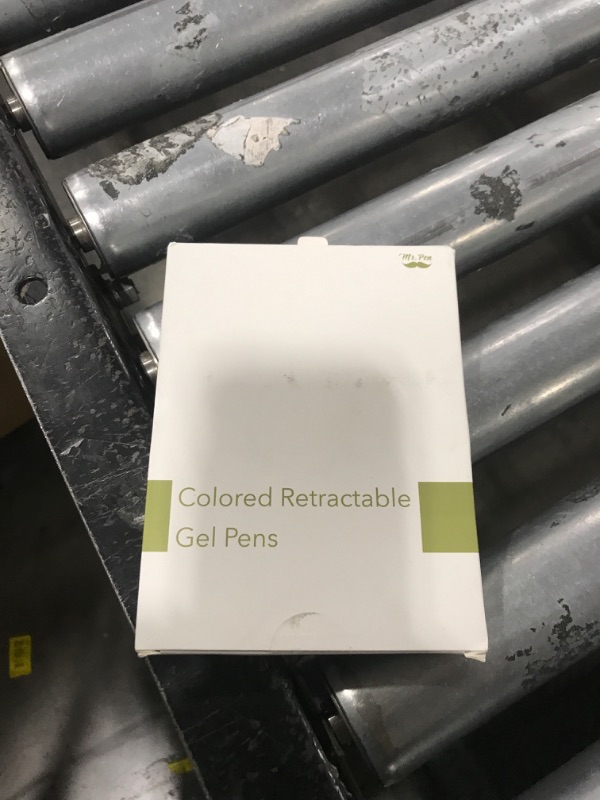 Mr. Pen
Colored Retractable
Gel Pens